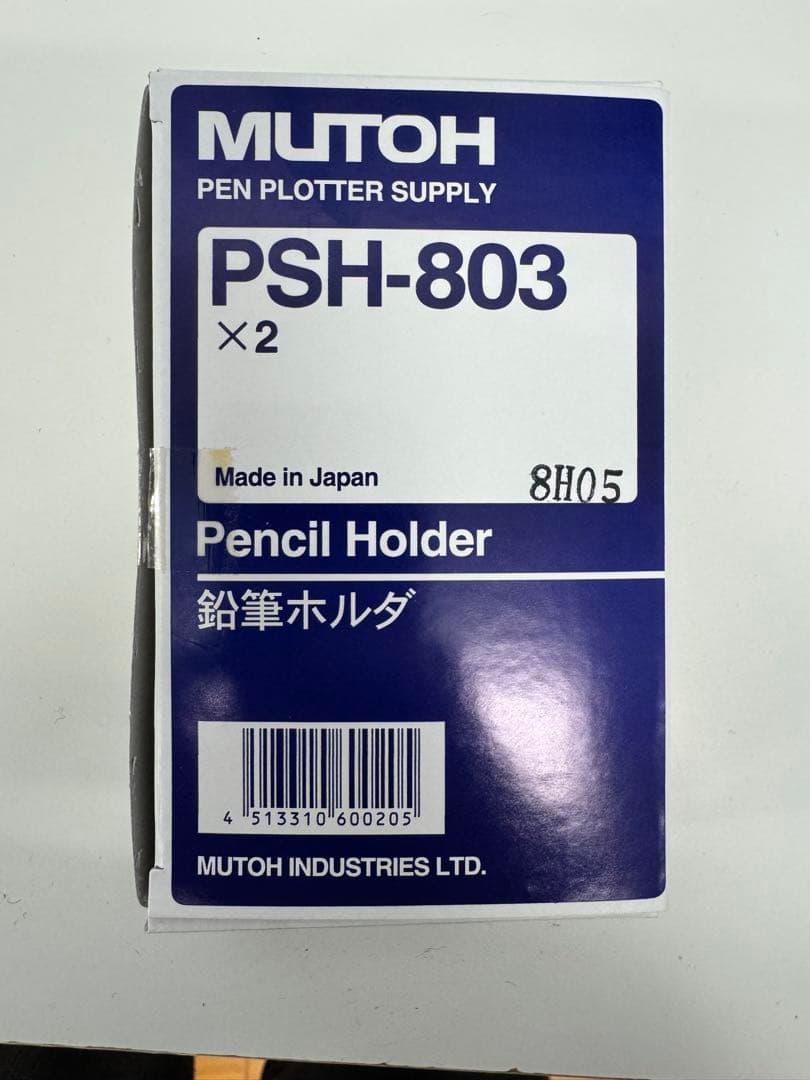 MUTOH
PEN PLOTTER SUPPLY
PSH-803
×2
Made in Japan 8H05
Pencil Holder
鉛筆ホルダ
4 513310 600205
MUTOH INDUSTRIES LTD.